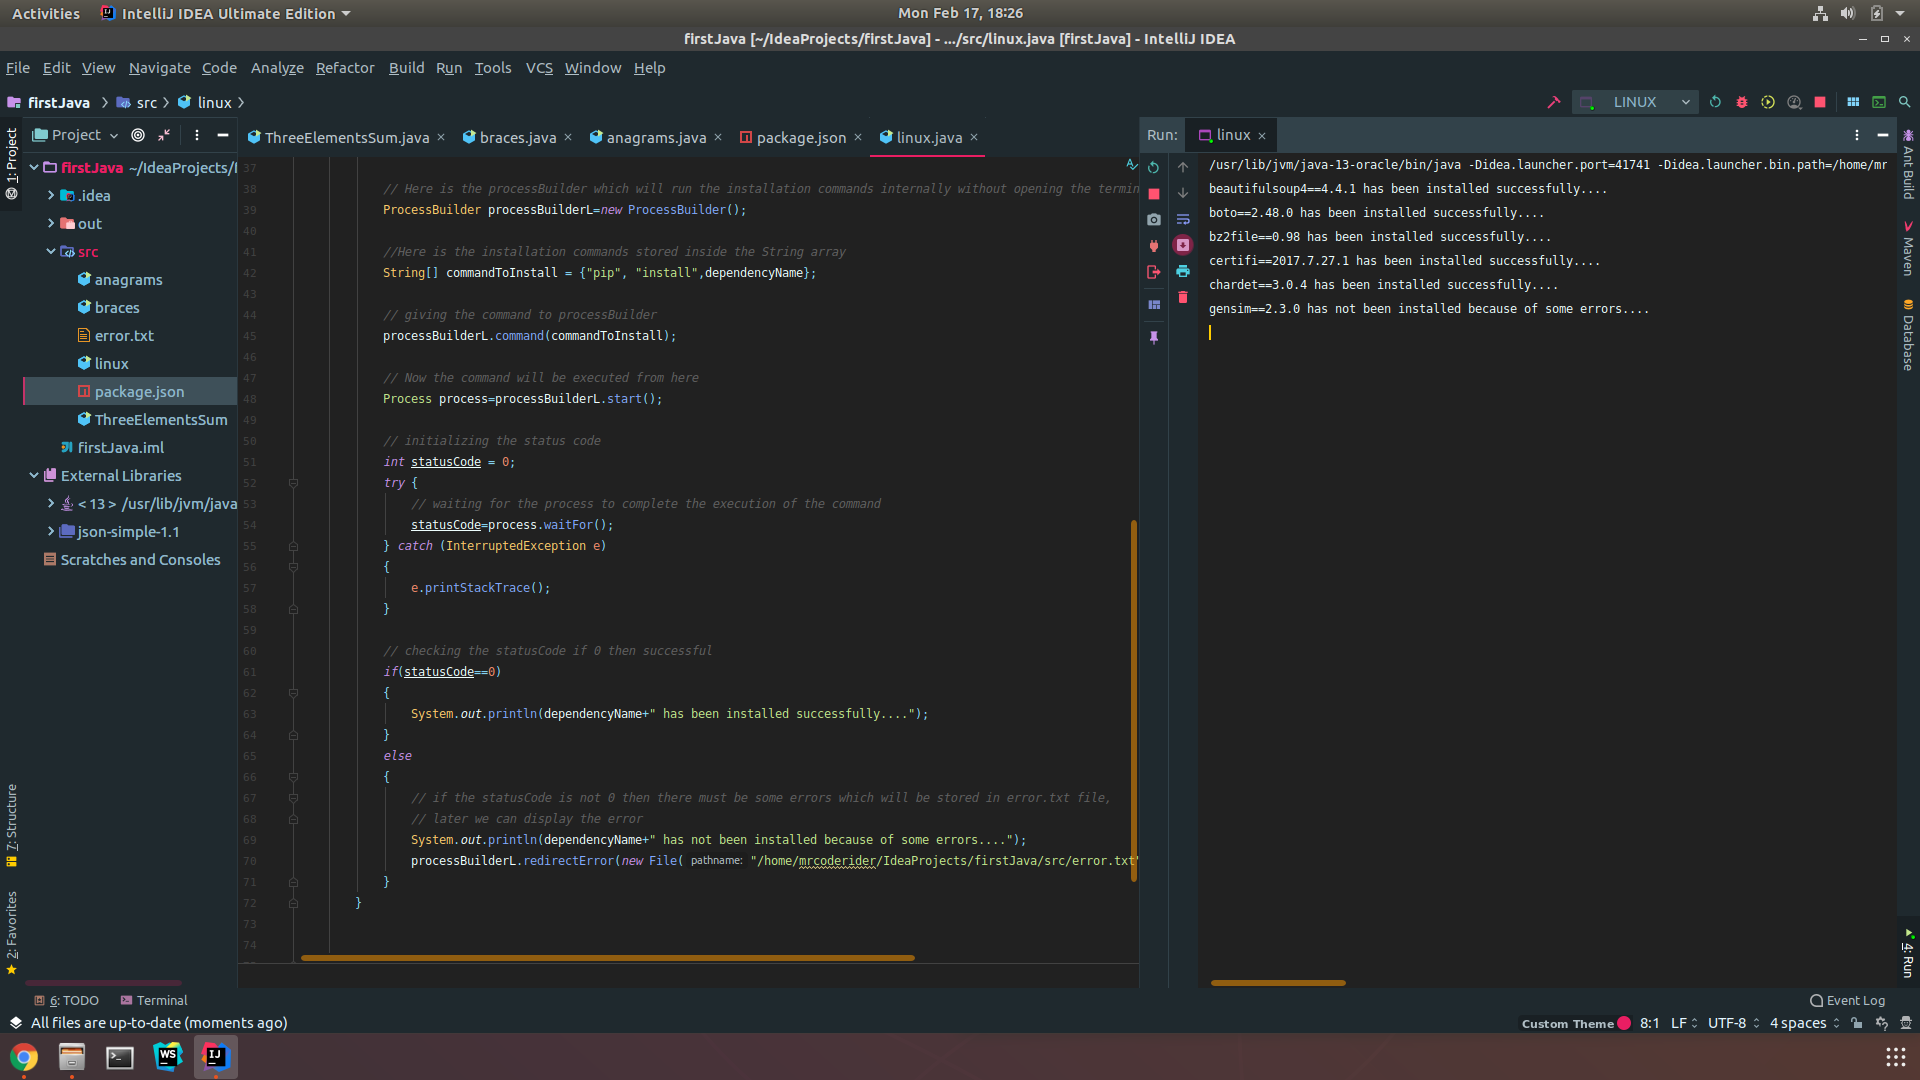 Activities
IntelliJ IDEA Ultimate Edition
Mon Feb 17, 18:26
firstJava [~/IdeaProjects/firstJava] - .../src/linux.java [firstJava] - IntelliJ IDEA
File Edit View Navigate Code Analyze Refactor Build Run Tools VCS Window Help
firstJava src linux
LINUX
1: Project
Project
firstJava ~/IdeaProjects/
.idea
out
src
anagrams
braces
error.txt
linux
package.json
ThreeElementsSum
firstJava.iml
External Libraries
< 13 > /usr/lib/jvm/java
json-simple-1.1
Scratches and Consoles
7: Structure
2: Favorites
ThreeElementsSum.java braces.java anagrams.java package.json linux.java
37
38 // Here is the processBuilder which will run the installation commands internally without opening the termin
39 ProcessBuilder processBuilderL=new ProcessBuilder();
40
41 //Here is the installation commands stored inside the String array
42 String[] commandToInstall = {"pip", "install",dependencyName};
43
44 // giving the command to processBuilder
45 processBuilderL.command(commandToInstall);
46
47 // Now the command will be executed from here
48 Process process=processBuilderL.start();
49
50 // initializing the status code
51 int statusCode = 0;
52 try {
53 // waiting for the process to complete the execution of the command
54 statusCode=process.waitFor();
55 } catch (InterruptedException e)
56 {
57 e.printStackTrace();
58 }
59
60 // checking the statusCode if 0 then successful
61 if(statusCode==0)
62 {
63 System.out.println(dependencyName+" has been installed successfully....");
64 }
65 else
66 {
67 // if the statusCode is not 0 then there must be some errors which will be stored in error.txt file,
68 // later we can display the error
69 System.out.println(dependencyName+" has not been installed because of some errors....");
70 processBuilderL.redirectError(new File( pathname: "/home/mrcoderider/IdeaProjects/firstJava/src/error.txt"
71 }
72 }
73
74
Run: linux
/usr/lib/jvm/java-13-oracle/bin/java -Didea.launcher.port=41741 -Didea.launcher.bin.path=/home/mr
beautifulsoup4==4.4.1 has been installed successfully....
boto==2.48.0 has been installed successfully....
bz2file==0.98 has been installed successfully....
certifi==2017.7.27.1 has been installed successfully....
chardet==3.0.4 has been installed successfully....
gensim==2.3.0 has not been installed because of some errors....
Ant Build
Maven
Database
4: Run
6: TODO Terminal
Event Log
All files are up-to-date (moments ago)
Custom Theme 8:1 LF UTF-8 4 spaces
WS
IJ